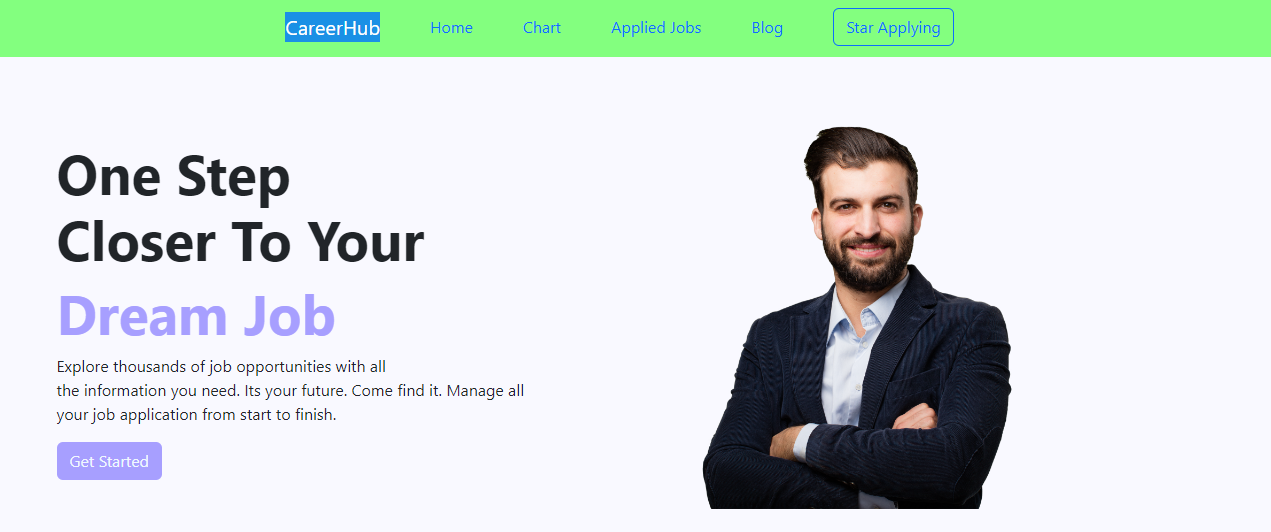 CareerHub Home Chart Applied Jobs Blog Star Applying
One Step
Closer To Your
Dream Job
Explore thousands of job opportunities with all
the information you need. Its your future. Come find it. Manage all
your job application from start to finish.
Get Started